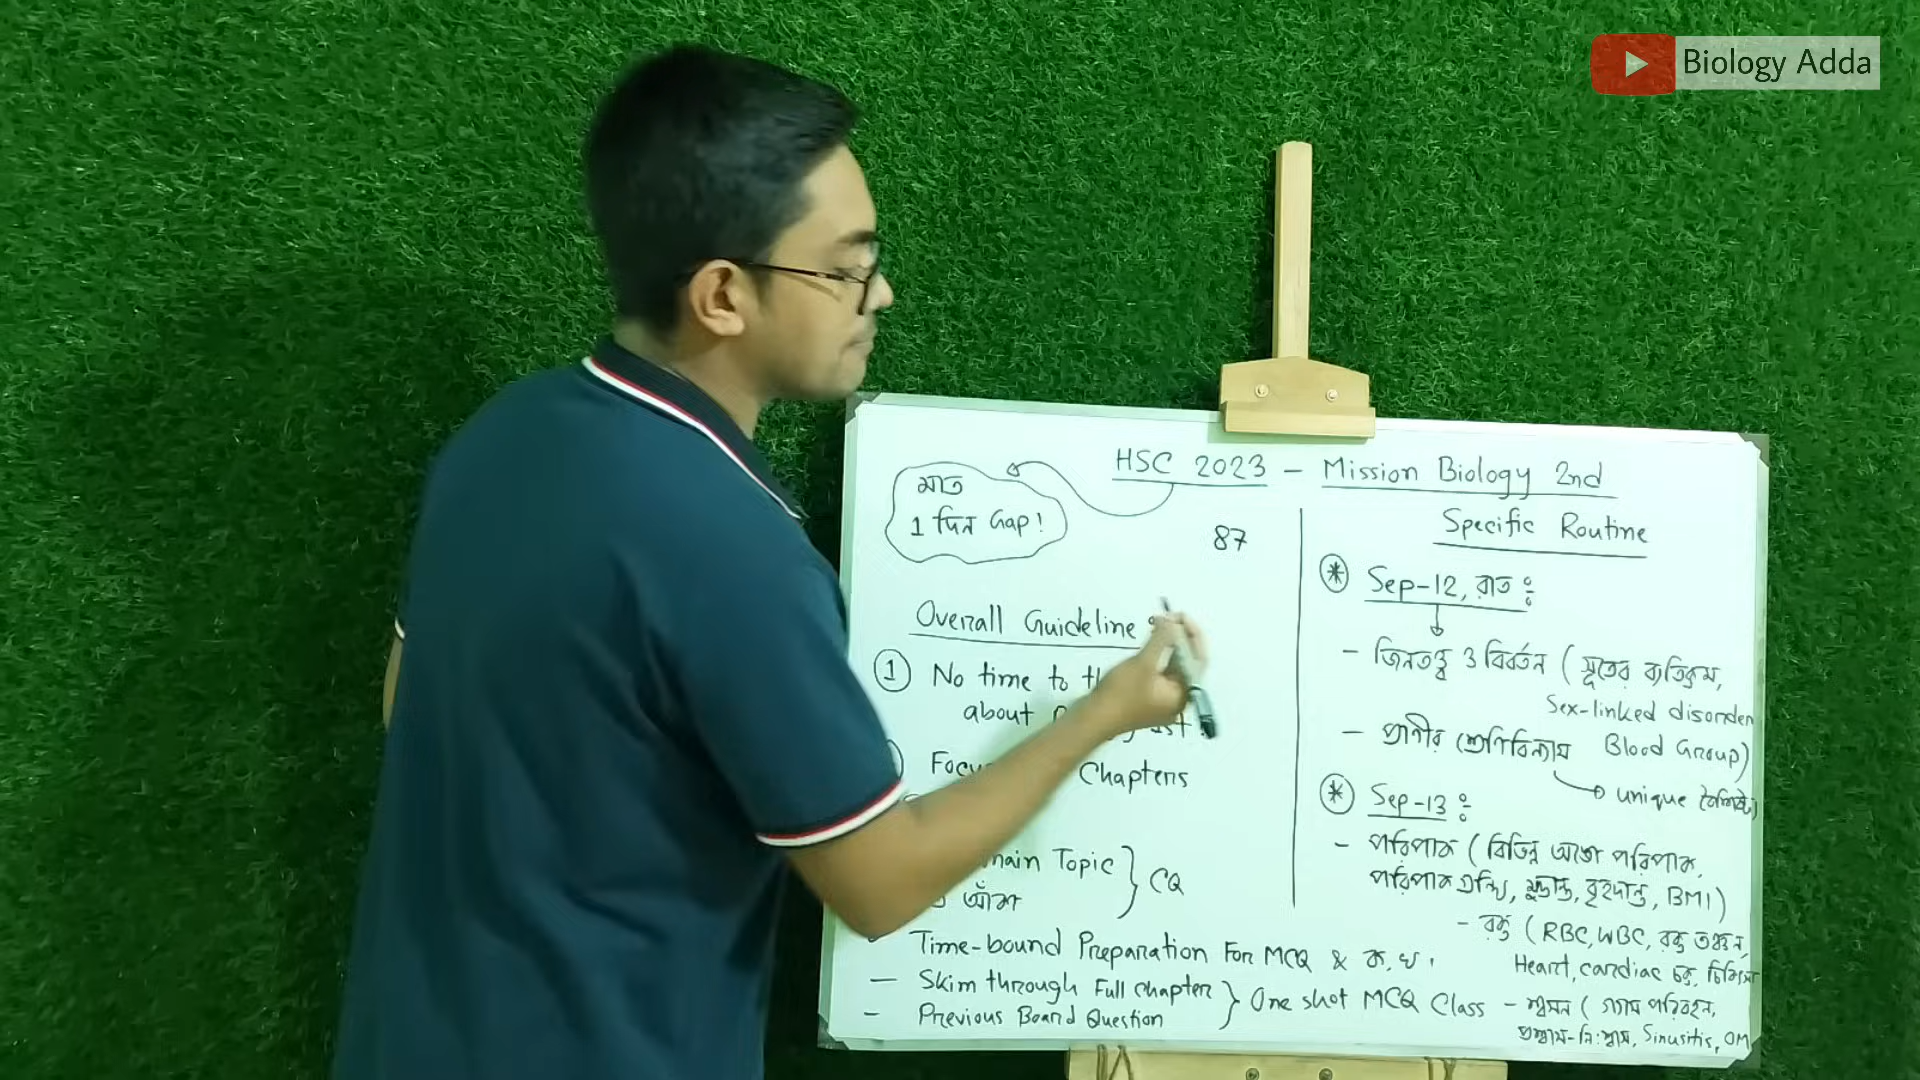 Biology Adda
HSC 2023 - Mission Biology 2nd
মাত্র
1 দিন Gap!
87
Overall Guideline
1 No time to
about
Chapters
main Topic
আঁকা
} CQ
Time-bound Preparation For MCQ & ক, খ ।
- Skim through Full chapter
- Previous Board Question
} One shot MCQ Class
Specific Routine
* Sep-12, রাত :
- জিনতত্ত্ব ও বিবর্তন ( সূত্রের ব্যতিক্রম,
Sex-linked disorder
Blood Group)
- প্রাণীর শ্রেণিবিন্যাস
unique বৈশিষ্ট্য
* Sep-13 :
- পরিপাক ( বিভিন্ন অংশে পরিপাক,
পরিপাক গ্রন্থি, ক্ষুদ্রান্ত্র, বৃহদান্ত্র, BMI)
- রক্ত ( RBC, WBC, রক্ত তঞ্চন,
Heart, cardiac চক্র, চিকিৎসা
- শ্বসন ( গ্যাস পরিবহন,
প্রশ্বাস-নিঃশ্বাস, Sinusitis, OM